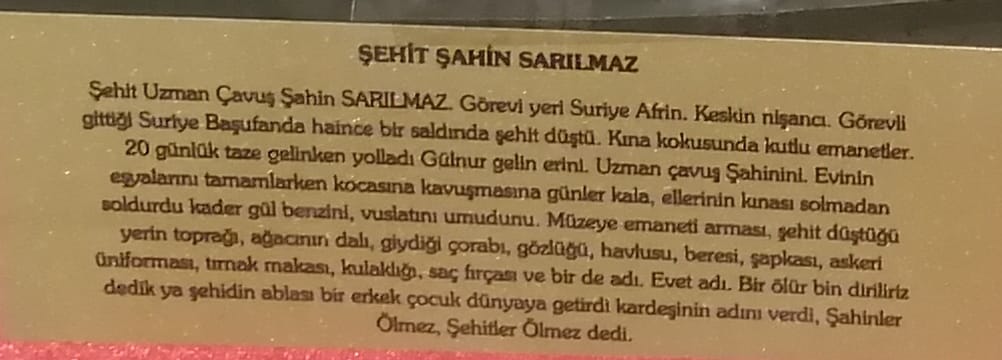 ŞEHİT ŞAHİN SARILMAZ
Şehit Uzman Çavuş Şahin SARILMAZ. Görevi yeri Suriye Afrin. Keskin nişancı. Görevli
gittiği Suriye Başufanda haince bir saldırıda şehit düştü. Kına kokusunda kutlu emanetler.
20 günlük taze gelinken yolladı Gülnur gelin erini. Uzman çavuş Şahinini. Evinin
eşyalarını tamamlarken kocasına kavuşmasına günler kala, ellerinin kınası solmadan
soldurdu kader gül benzini, vuslatını umudunu. Müzeye emaneti arması, şehit düştüğü
yerin toprağı, ağacının dalı, giydiği çorabı, gözlüğü, havlusu, beresi, şapkası, askeri
üniforması, tırnak makası, kulaklığı, saç fırçası ve bir de adı. Evet adı. Bir ölür bin diriliriz
dedik ya şehidin ablası bir erkek çocuk dünyaya getirdi kardeşinin adını verdi, Şahinler
Ölmez, Şehitler Ölmez dedi.